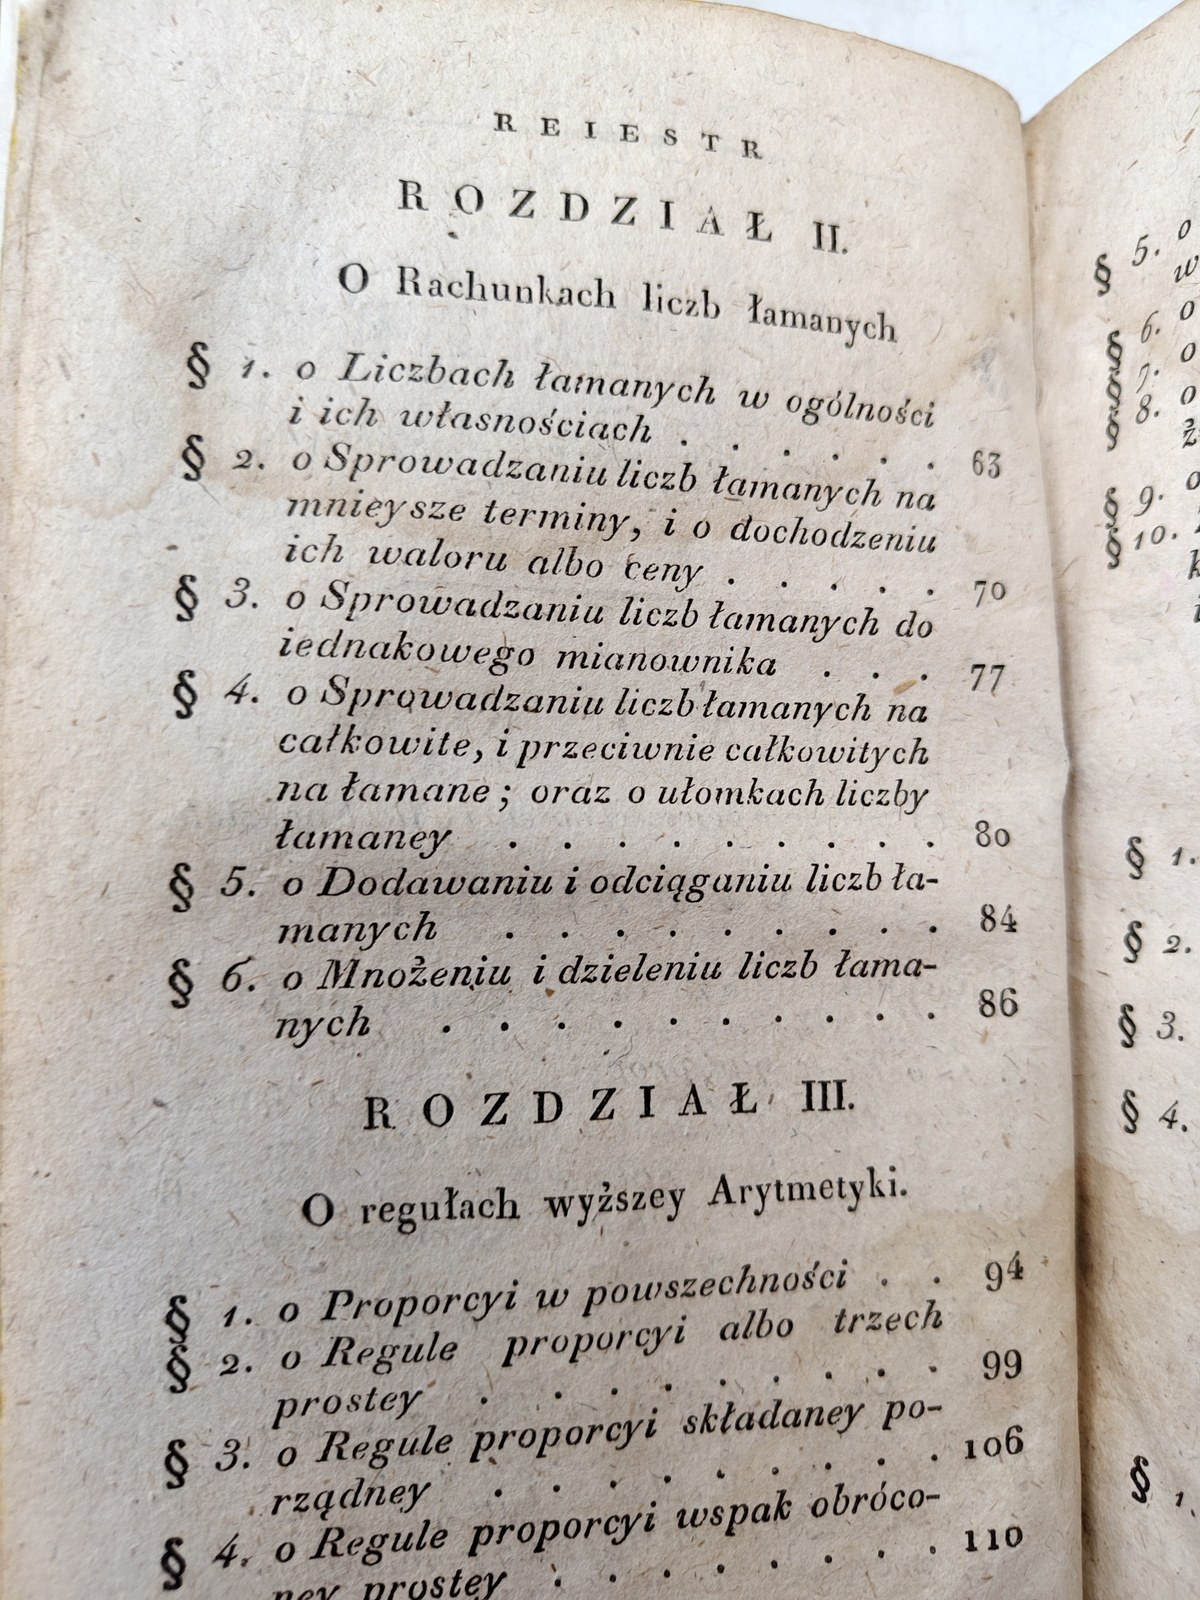 REIESTR
ROZDZIAŁ II.
O Rachunkach liczb łamanych
§ 1. o Liczbach łamanych w ogólności
i ich własnościach . . . . . . 63
§ 2. o Sprowadzaniu liczb łamanych na
mnieysze terminy, i o dochodzeniu
ich waloru albo ceny . . . . . 70
§ 3. o Sprowadzaniu liczb łamanych do
iednakowego mianownika . . . 77
§ 4. o Sprowadzaniu liczb łamanych na
całkowite, i przeciwnie całkowitych
na łamane; oraz o ułomkach liczby
łamaney . . . . . . . . 80
§ 5. o Dodawaniu i odciąganiu liczb ła-
manych . . . . . . . . . 84
§ 6. o Mnożeniu i dzieleniu liczb łama-
nych . . . . . . . . . . 86
ROZDZIAŁ III.
O regułach wyższey Arytmetyki.
§ 1. o Proporcyi w powszechności . . 94
§ 2. o Regule proporcyi albo trzech
prostey . . . . . . . . . 99
§ 3. o Regule proporcyi składaney po-
rządney . . . . . . . . . 106
§ 4. o Regule proporcyi wspak obróco-
ney prostey . . . . . . . 110
§ 5. o
w
§ 6. o
§ 7. o
§ 8. o
ż
§ 9. o
§ 10.
k
i
§ 1.
§ 2.
§ 3.
§ 4.
§ 1